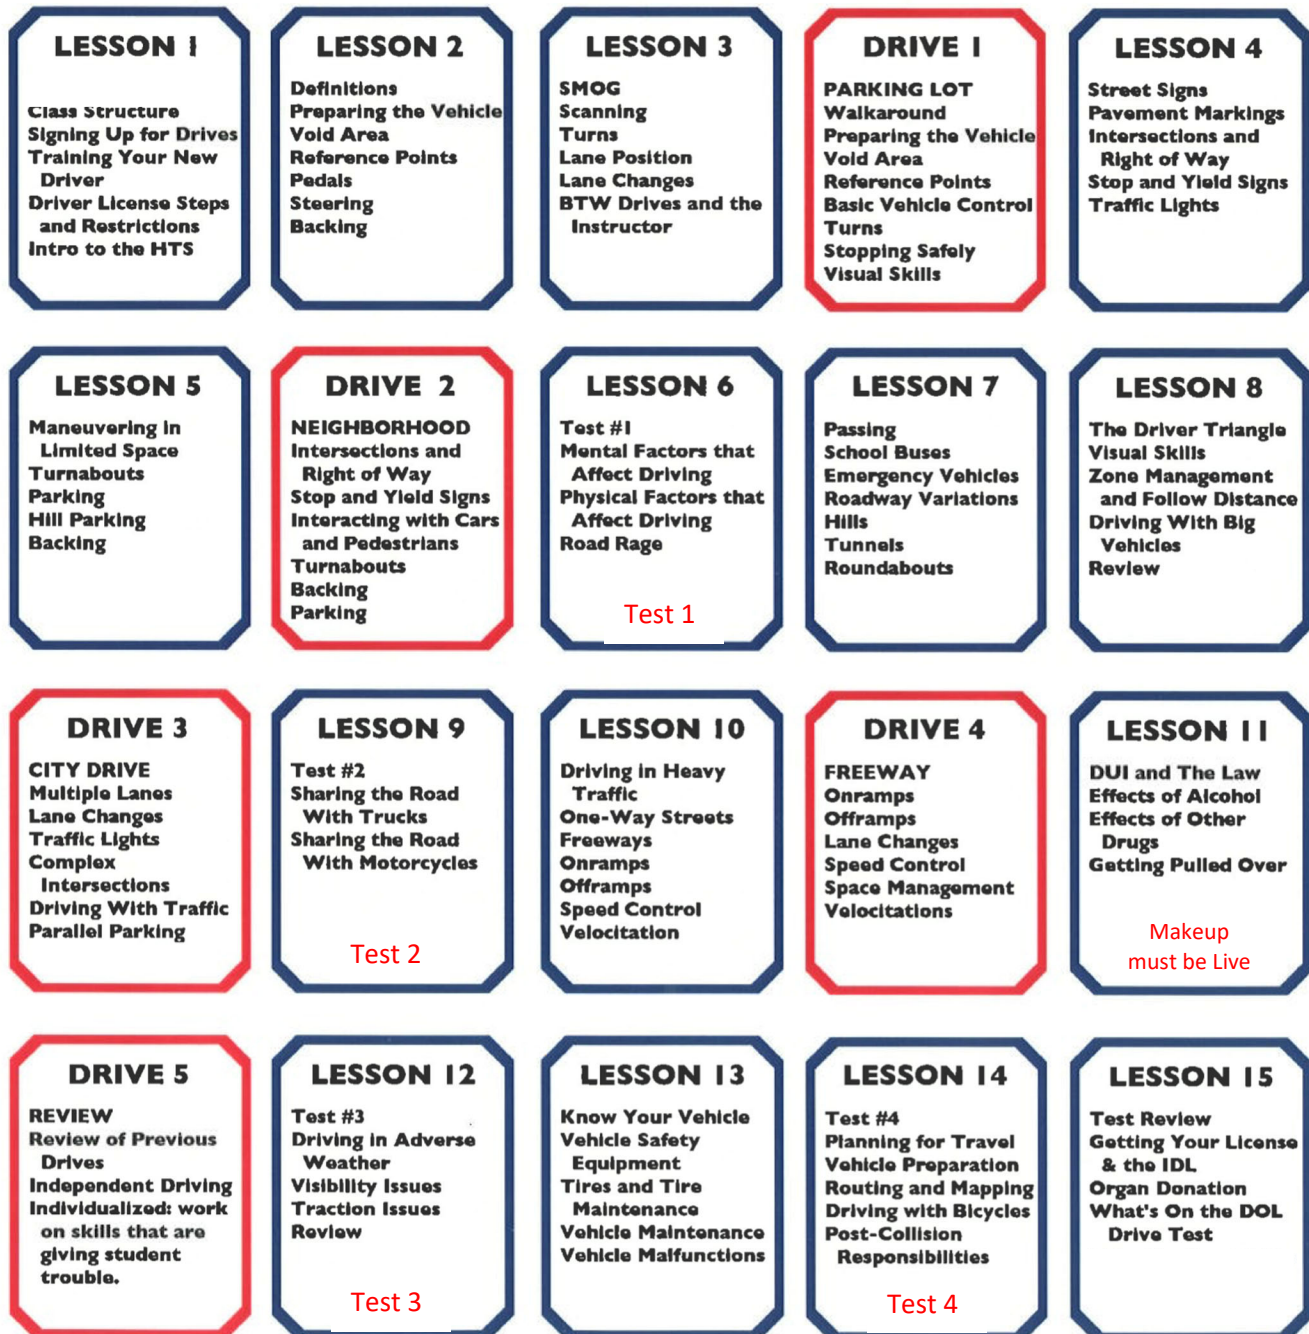 LESSON 1
Class Structure
Signing Up for Drives
Training Your New
Driver
Driver License Steps
and Restrictions
Intro to the HTS
LESSON 2
Definitions
Preparing the Vehicle
Void Area
Reference Points
Pedals
Steering
Backing
LESSON 3
SMOG
Scanning
Turns
Lane Position
Lane Changes
BTW Drives and the
Instructor
DRIVE 1
PARKING LOT
Walkaround
Preparing the Vehicle
Void Area
Reference Points
Basic Vehicle Control
Turns
Stopping Safely
Visual Skills
LESSON 4
Street Signs
Pavement Markings
Intersections and
Right of Way
Stop and Yield Signs
Traffic Lights
LESSON 5
Maneuvering in
Limited Space
Turnabouts
Parking
Hill Parking
Backing
DRIVE 2
NEIGHBORHOOD
Intersections and
Right of Way
Stop and Yield Signs
Interacting with Cars
and Pedestrians
Turnabouts
Backing
Parking
LESSON 6
Test #1
Mental Factors that
Affect Driving
Physical Factors that
Affect Driving
Road Rage
Test 1
LESSON 7
Passing
School Buses
Emergency Vehicles
Roadway Variations
Hills
Tunnels
Roundabouts
LESSON 8
The Driver Triangle
Visual Skills
Zone Management
and Follow Distance
Driving With Big
Vehicles
Review
DRIVE 3
CITY DRIVE
Multiple Lanes
Lane Changes
Traffic Lights
Complex
Intersections
Driving With Traffic
Parallel Parking
LESSON 9
Test #2
Sharing the Road
With Trucks
Sharing the Road
With Motorcycles
Test 2
LESSON 10
Driving in Heavy
Traffic
One-Way Streets
Freeways
Onramps
Offramps
Speed Control
Velocitation
DRIVE 4
FREEWAY
Onramps
Offramps
Lane Changes
Speed Control
Space Management
Velocitations
LESSON 11
DUI and The Law
Effects of Alcohol
Effects of Other
Drugs
Getting Pulled Over
Makeup
must be Live
DRIVE 5
REVIEW
Review of Previous
Drives
Independent Driving
Individualized: work
on skills that are
giving student
trouble.
LESSON 12
Test #3
Driving in Adverse
Weather
Visibility Issues
Traction Issues
Review
Test 3
LESSON 13
Know Your Vehicle
Vehicle Safety
Equipment
Tires and Tire
Maintenance
Vehicle Maintenance
Vehicle Malfunctions
LESSON 14
Test #4
Planning for Travel
Vehicle Preparation
Routing and Mapping
Driving with Bicycles
Post-Collision
Responsibilities
Test 4
LESSON 15
Test Review
Getting Your License
& the IDL
Organ Donation
What's On the DOL
Drive Test